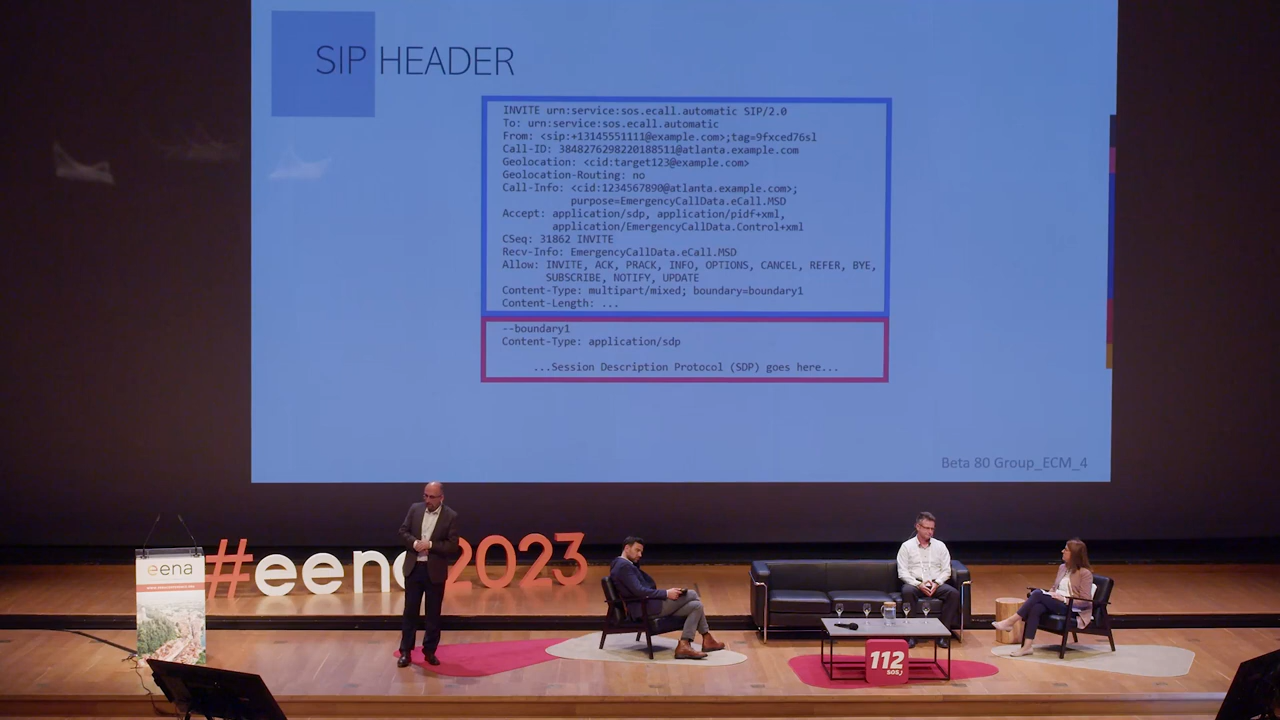 SIP HEADER
INVITE urn:service:sos.ecall.automatic SIP/2.0
To: urn:service:sos.ecall.automatic
From: <sip:+13145551111@example.com>;tag=9fxced76sl
Call-ID: 3848276298220188511@atlanta.example.com
Geolocation: <cid:target123@example.com>
Geolocation-Routing: no
Call-Info: <cid:1234567890@atlanta.example.com>;
purpose=EmergencyCallData.eCall.MSD
Accept: application/sdp, application/pidf+xml,
application/EmergencyCallData.Control+xml
CSeq: 31862 INVITE
Recv-Info: EmergencyCallData.eCall.MSD
Allow: INVITE, ACK, PRACK, INFO, OPTIONS, CANCEL, REFER, BYE,
SUBSCRIBE, NOTIFY, UPDATE
Content-Type: multipart/mixed; boundary=boundary1
Content-Length: ...
--boundary1
Content-Type: application/sdp
...Session Description Protocol (SDP) goes here...
Beta 80 Group_ECM_4
#eena2023
eena
112
SOS